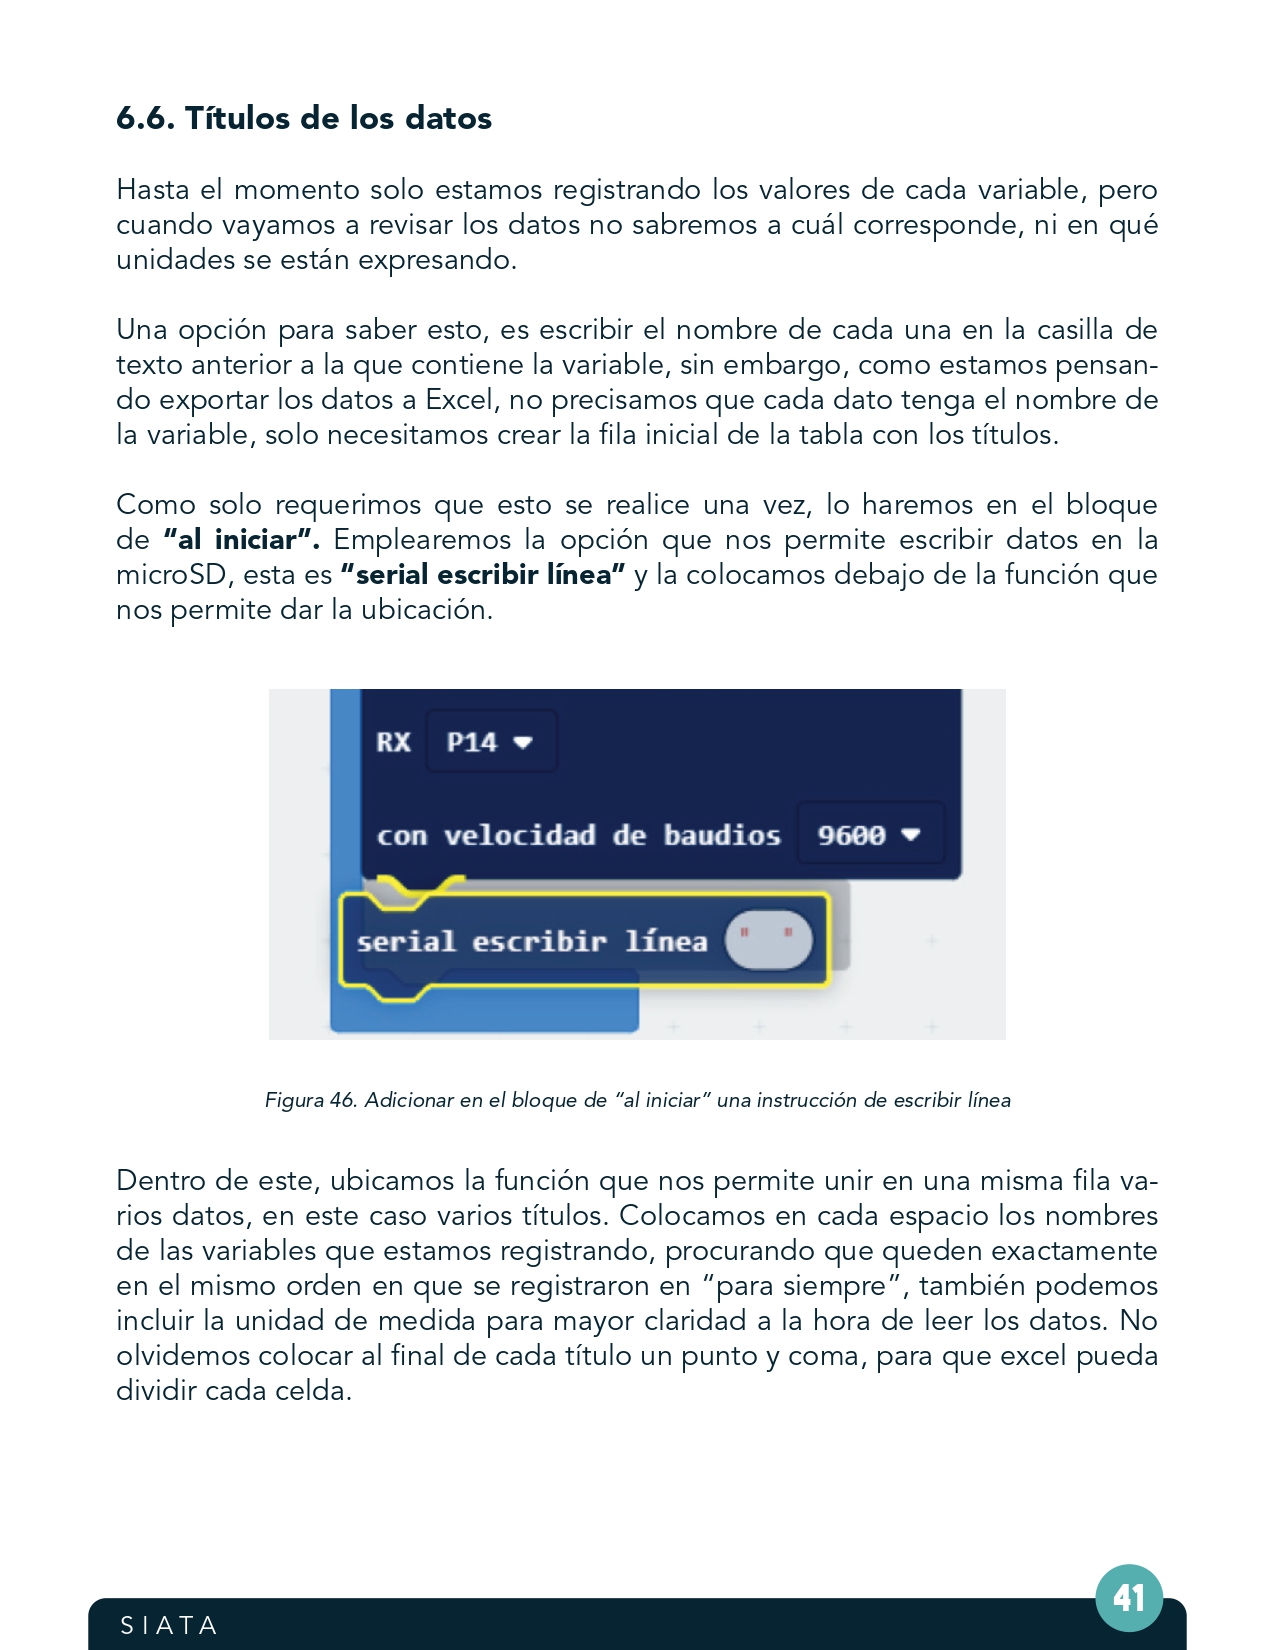 6.6. Títulos de los datos
Hasta el momento solo estamos registrando los valores de cada variable, pero
cuando vayamos a revisar los datos no sabremos a cuál corresponde, ni en qué
unidades se están expresando.
Una opción para saber esto, es escribir el nombre de cada una en la casilla de
texto anterior a la que contiene la variable, sin embargo, como estamos pensan-
do exportar los datos a Excel, no precisamos que cada dato tenga el nombre de
la variable, solo necesitamos crear la fila inicial de la tabla con los títulos.
Como solo requerimos que esto se realice una vez, lo haremos en el bloque
de “al iniciar”. Emplearemos la opción que nos permite escribir datos en la
microSD, esta es “serial escribir línea” y la colocamos debajo de la función que
nos permite dar la ubicación.
RX P14
con velocidad de baudios 9600
serial escribir línea " "
Figura 46. Adicionar en el bloque de “al iniciar” una instrucción de escribir línea
Dentro de este, ubicamos la función que nos permite unir en una misma fila va-
rios datos, en este caso varios títulos. Colocamos en cada espacio los nombres
de las variables que estamos registrando, procurando que queden exactamente
en el mismo orden en que se registraron en “para siempre”, también podemos
incluir la unidad de medida para mayor claridad a la hora de leer los datos. No
olvidemos colocar al final de cada título un punto y coma, para que excel pueda
dividir cada celda.
41
SIATA